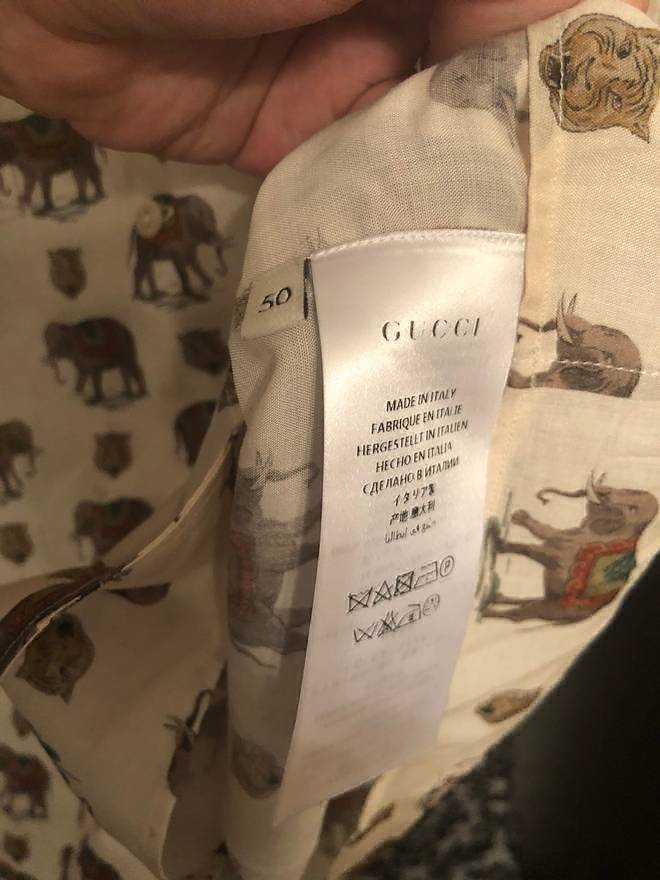 50
GUCCI
MADE IN ITALY
FABRIQUE EN ITALIE
HERGESTELLT IN ITALIEN
HECHO EN ITALIA
СДЕЛАНО В ИТАЛИИ
イタリア製
产地 意大利